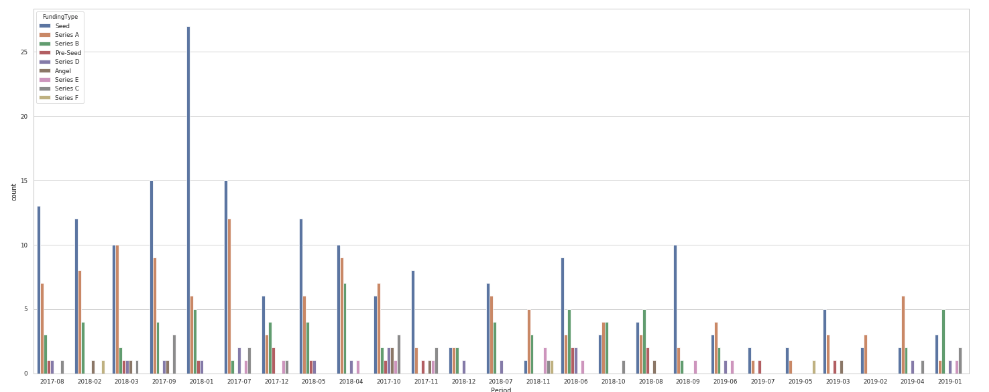 FundingType
Seed
Series A
Series B
Pre-Seed
Series D
Angel
Series E
Series C
Series F
count
25
20
15
10
5
0
2017-08 2018-02 2018-03 2017-09 2018-01 2017-07 2017-12 2018-05 2018-04 2017-10 2017-11 2018-12 2018-07 2018-11 2018-06 2018-10 2018-08 2018-09 2019-06 2019-07 2019-05 2019-03 2019-02 2019-04 2019-01
Period